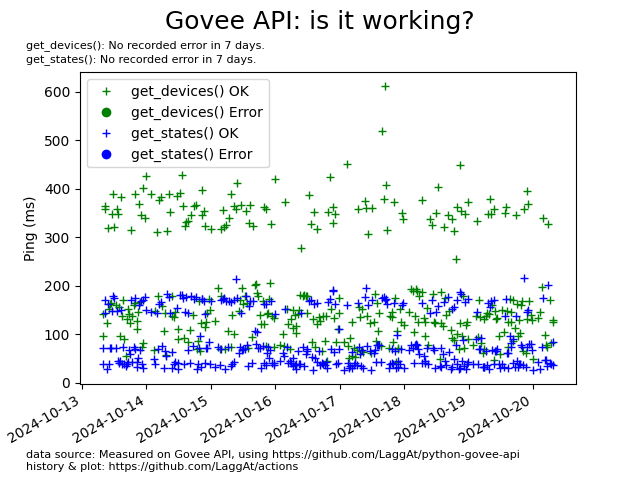 Govee API: is it working?
get_devices(): No recorded error in 7 days.
get_states(): No recorded error in 7 days.
get_devices() OK
get_devices() Error
get_states() OK
get_states() Error
Ping (ms)
600
500
400
300
200
100
0
2024-10-13
2024-10-14
2024-10-15
2024-10-16
2024-10-17
2024-10-18
2024-10-19
2024-10-20
data source: Measured on Govee API, using https://github.com/LaggAt/python-govee-api
history & plot: https://github.com/LaggAt/actions